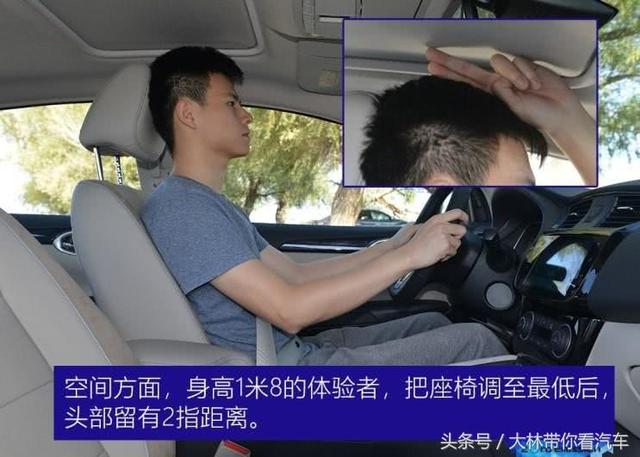 空间方面，身高1米8的体验者，把座椅调至最低后，
头部留有2指距离。
头条号／大林带你看汽车